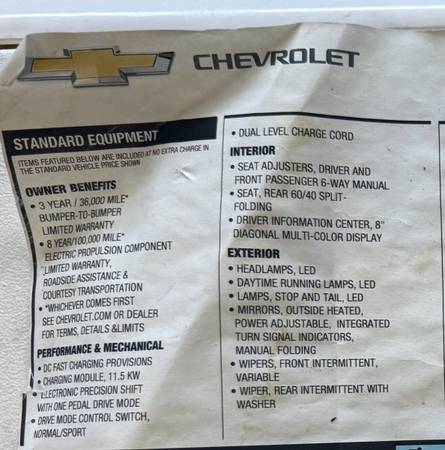 CHEVROLET
STANDARD EQUIPMENT
ITEMS FEATURED BELOW ARE INCLUDED AT NO EXTRA CHARGE IN
THE STANDARD VEHICLE PRICE SHOWN
OWNER BENEFITS
• 3 YEAR / 36,000 MILE*
BUMPER-TO-BUMPER
LIMITED WARRANTY
• 8 YEAR/100,000 MILE*
ELECTRIC PROPULSION COMPONENT
LIMITED WARRANTY,
ROADSIDE ASSISTANCE &
COURTESY TRANSPORTATION
• *WHICHEVER COMES FIRST
SEE CHEVROLET.COM OR DEALER
FOR TERMS, DETAILS &LIMITS
PERFORMANCE & MECHANICAL
• DC FAST CHARGING PROVISIONS
• CHARGING MODULE, 11.5 KW
• ELECTRONIC PRECISION SHIFT
WITH ONE PEDAL DRIVE MODE
• DRIVE MODE CONTROL SWITCH,
NORMAL/SPORT
• DUAL LEVEL CHARGE CORD
INTERIOR
• SEAT ADJUSTERS, DRIVER AND
FRONT PASSENGER 6-WAY MANUAL
• SEAT, REAR 60/40 SPLIT-
FOLDING
• DRIVER INFORMATION CENTER, 8"
DIAGONAL MULTI-COLOR DISPLAY
EXTERIOR
• HEADLAMPS, LED
• DAYTIME RUNNING LAMPS, LED
• LAMPS, STOP AND TAIL, LED
• MIRRORS, OUTSIDE HEATED,
POWER ADJUSTABLE, INTEGRATED
TURN SIGNAL INDICATORS,
MANUAL FOLDING
• WIPERS, FRONT INTERMITTENT,
VARIABLE
• WIPER, REAR INTERMITTENT WITH
WASHER